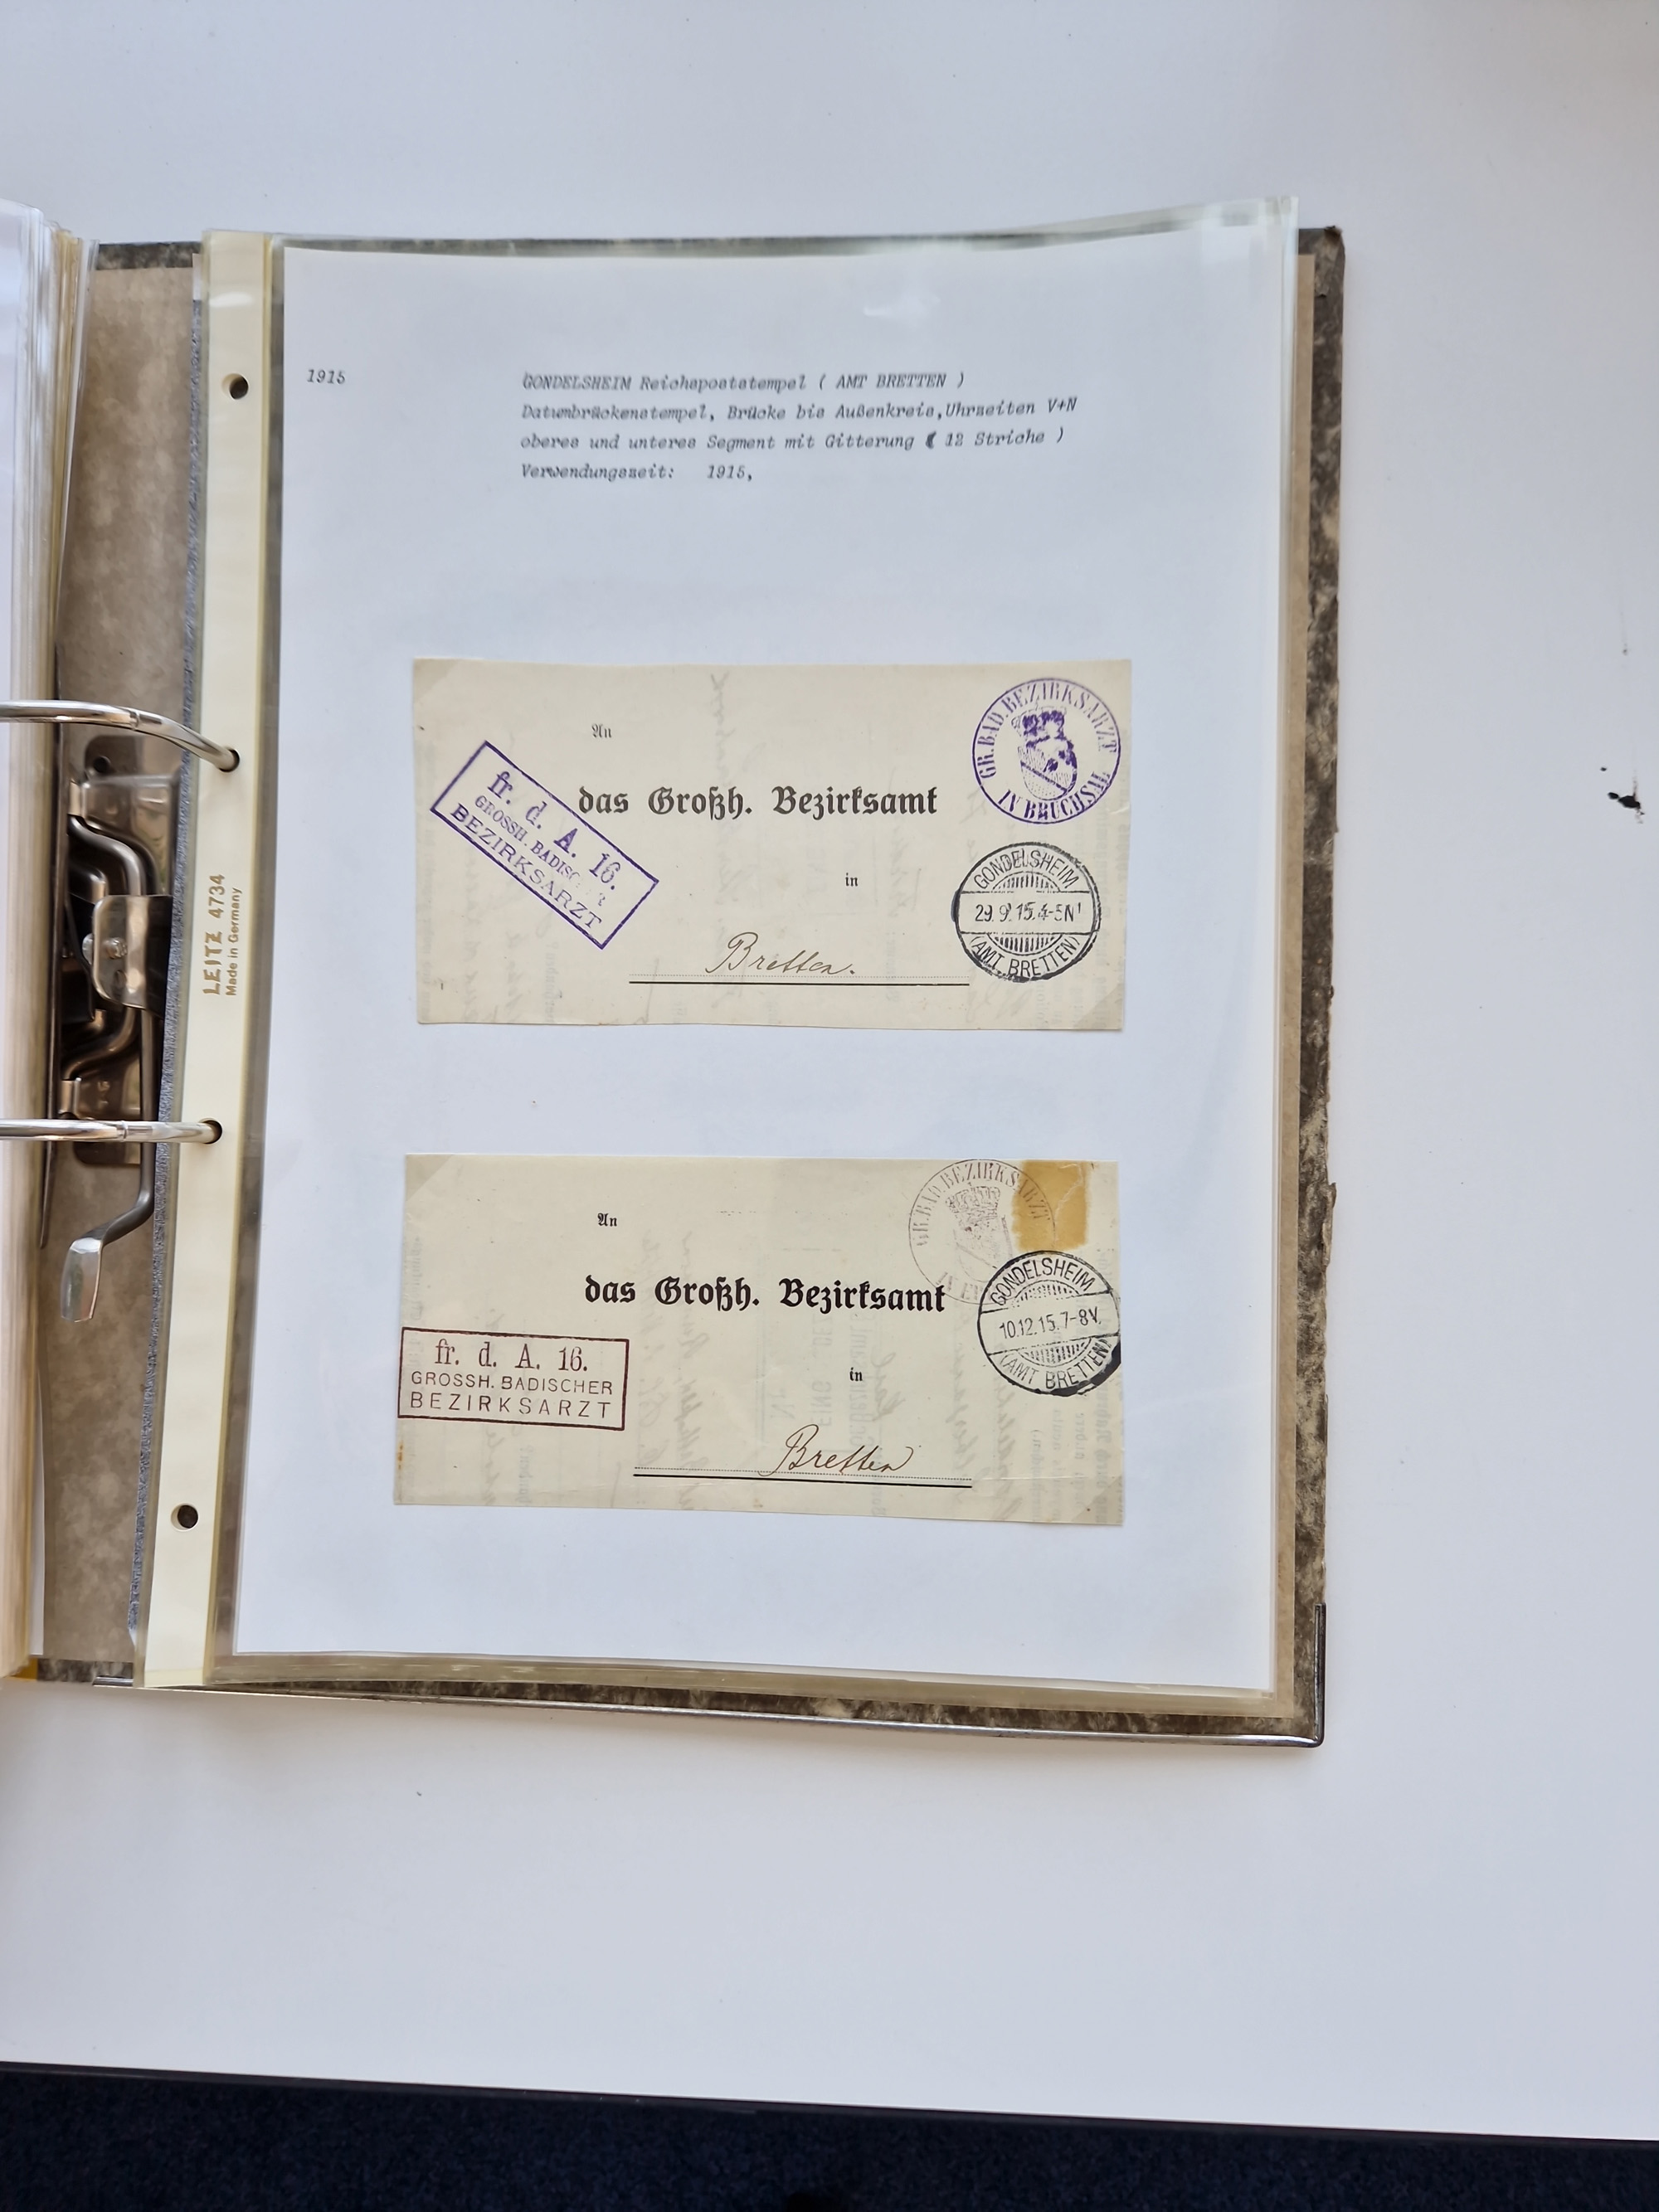 1915
GONDELSHEIM Reichspoststempel ( AMT BRETTEN )
Datumbrückenstempel, Brücke bis Außenkreis,Uhrzeiten V+N
oberes und unteres Segment mit Gitterung ( 12 Striche )
Verwendungszeit: 1915,
GR. BAD. BEZIRKSARZT
IN BRUCHSAL
An
das Großh. Bezirksamt
fr. d. A. 16.
GROSSH. BADISCHER
BEZIRKSARZT
in
GONDELSHEIM
29.9.15.4-5N
(AMT BRETTEN)
Bretten.
LEITZ 4734
Made in Germany
GR. BAD. BEZIRKSARZT
An
das Großh. Bezirksamt
GONDELSHEIM
10.12.15.7-8V.
(AMT BRETTEN)
fr. d. A. 16.
GROSSH. BADISCHER
BEZIRKSARZT
in
Bretten